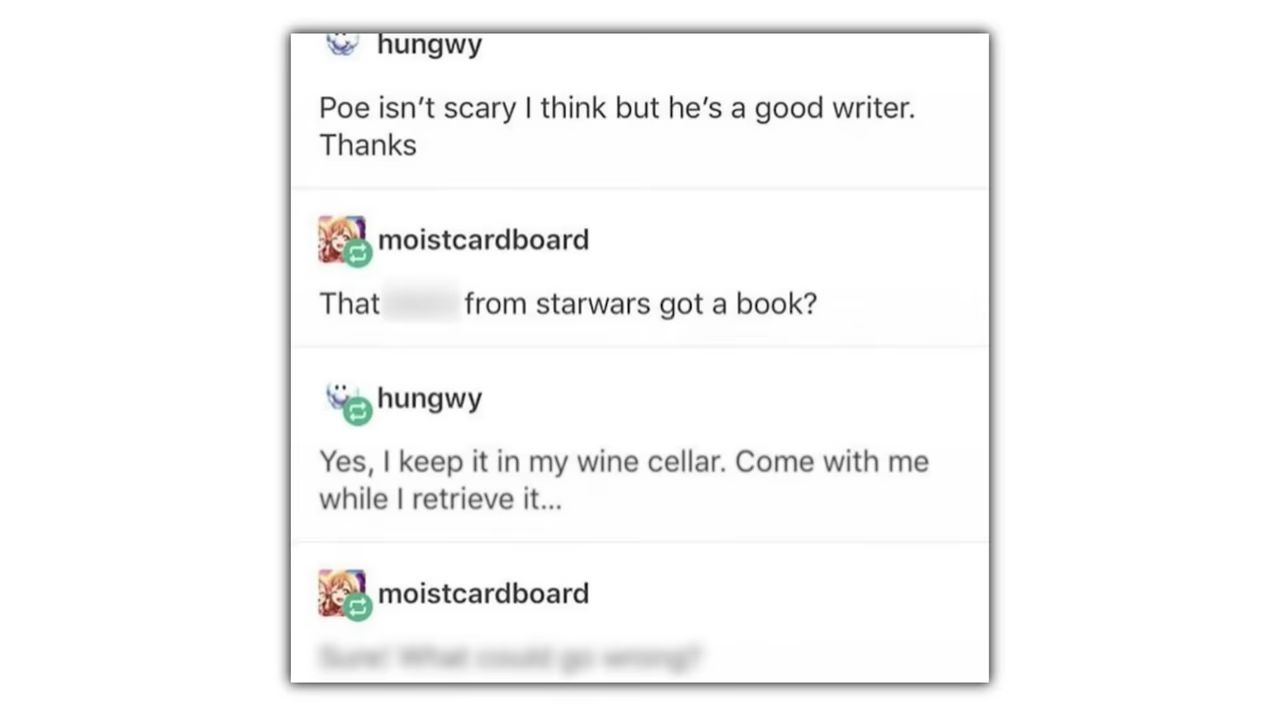 hungwy
Poe isn't scary I think but he's a good writer.
Thanks
moistcardboard
That from starwars got a book?
hungwy
Yes, I keep it in my wine cellar. Come with me
while I retrieve it...
moistcardboard